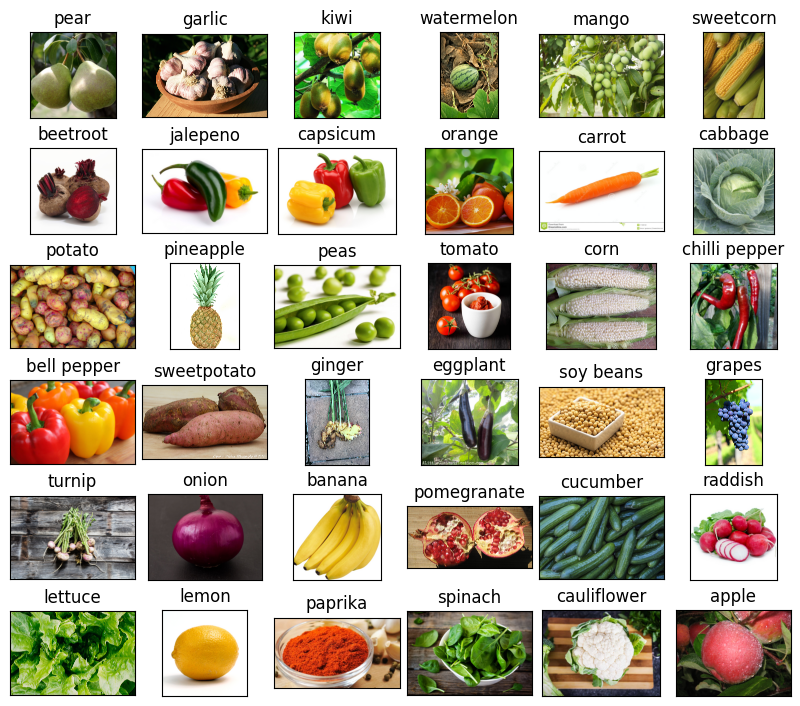 pear
garlic
kiwi
watermelon
mango
sweetcorn
beetroot
jalepeno
capsicum
orange
carrot
cabbage
potato
pineapple
peas
tomato
corn
chilli pepper
bell pepper
sweetpotato
ginger
eggplant
soy beans
grapes
turnip
onion
banana
pomegranate
cucumber
raddish
lettuce
lemon
paprika
spinach
cauliflower
apple